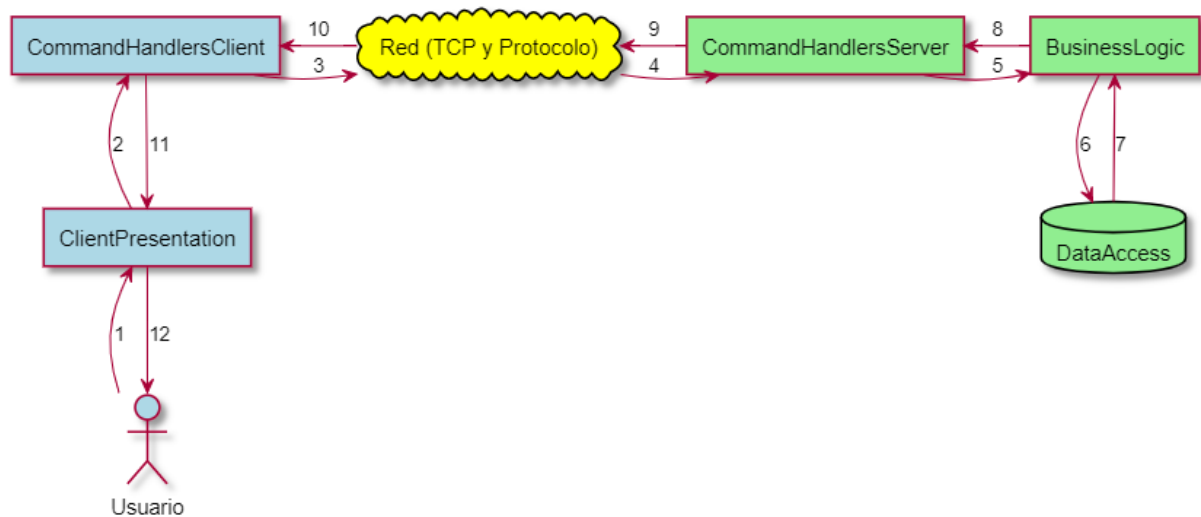 10
9
8
CommandHandlersClient
Red (TCP y Protocolo)
CommandHandlersServer
BusinessLogic
3
4
5
2
11
6
7
ClientPresentation
DataAccess
1
12
Usuario